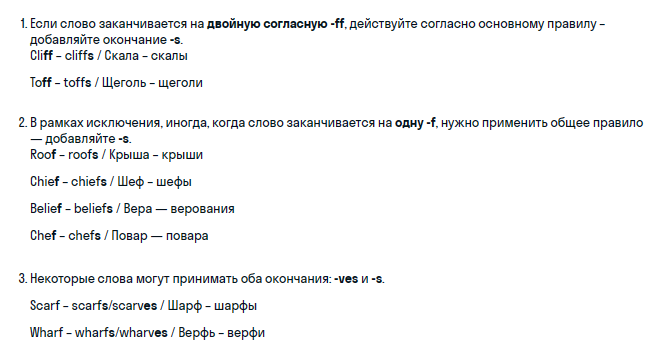 1. Если слово заканчивается на двойную согласную -ff, действуйте согласно основному правилу –
добавляйте окончание -s.
Cliff – cliffs / Скала – скалы
Toff – toffs / Щеголь – щеголи
2. В рамках исключения, иногда, когда слово заканчивается на одну -f, нужно применить общее правило
— добавляйте -s.
Roof – roofs / Крыша – крыши
Chief – chiefs / Шеф – шефы
Belief – beliefs / Вера — верования
Chef – chefs / Повар — повара
3. Некоторые слова могут принимать оба окончания: -ves и -s.
Scarf – scarfs/scarves / Шарф – шарфы
Wharf – wharfs/wharves / Верфь – верфи